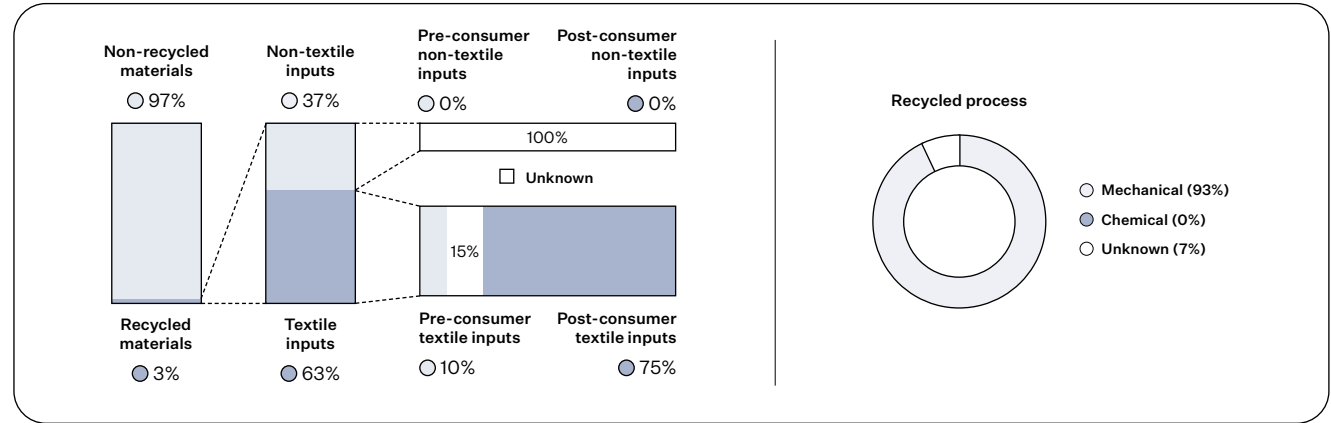 Non-recycled
materials
97%
Non-textile
inputs
37%
Pre-consumer
non-textile
inputs
0%
Post-consumer
non-textile
inputs
0%
100%
Unknown
15%
Recycled
materials
3%
Textile
inputs
63%
Pre-consumer
textile inputs
10%
Post-consumer
textile inputs
75%
Recycled process
Mechanical (93%)
Chemical (0%)
Unknown (7%)